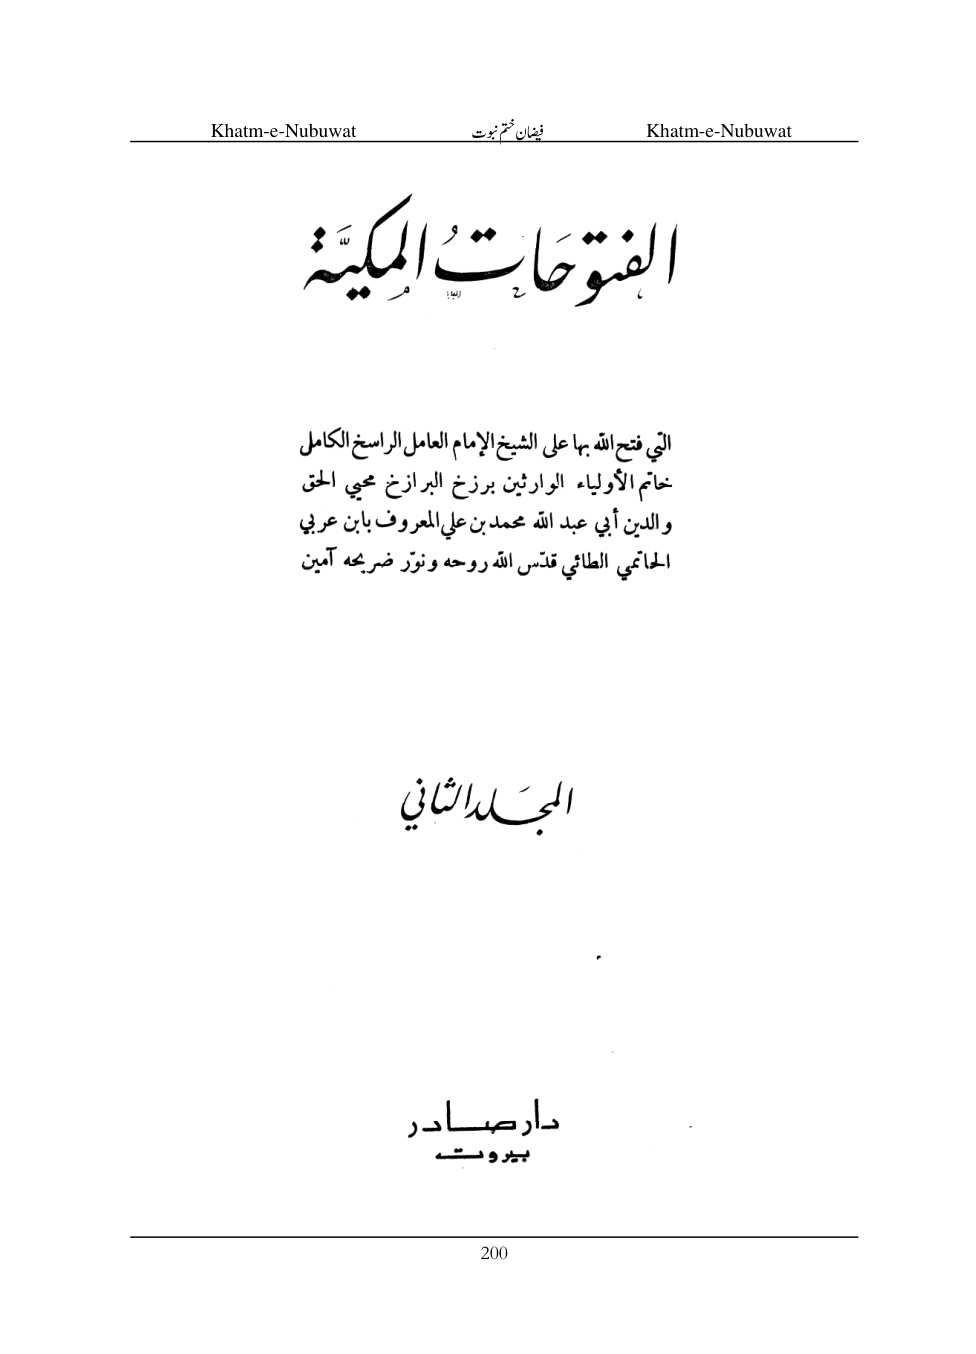 Khatm-e-Nubuwat فیضان ختم نبوت Khatm-e-Nubuwat
الفتوحات المكيَّة
التي فتح الله بها على الشيخ الإمام العامل الراسخ الكامل
خاتم الأولياء الوارثين برزخ البرازخ محيي الحق
والدين أبي عبد الله محمد بن علي المعروف بابن عربي
الحاتمي الطائي قدّس الله روحه ونوّر ضريحه آمين
المجلد الثاني
دار صادر
بيروت
200